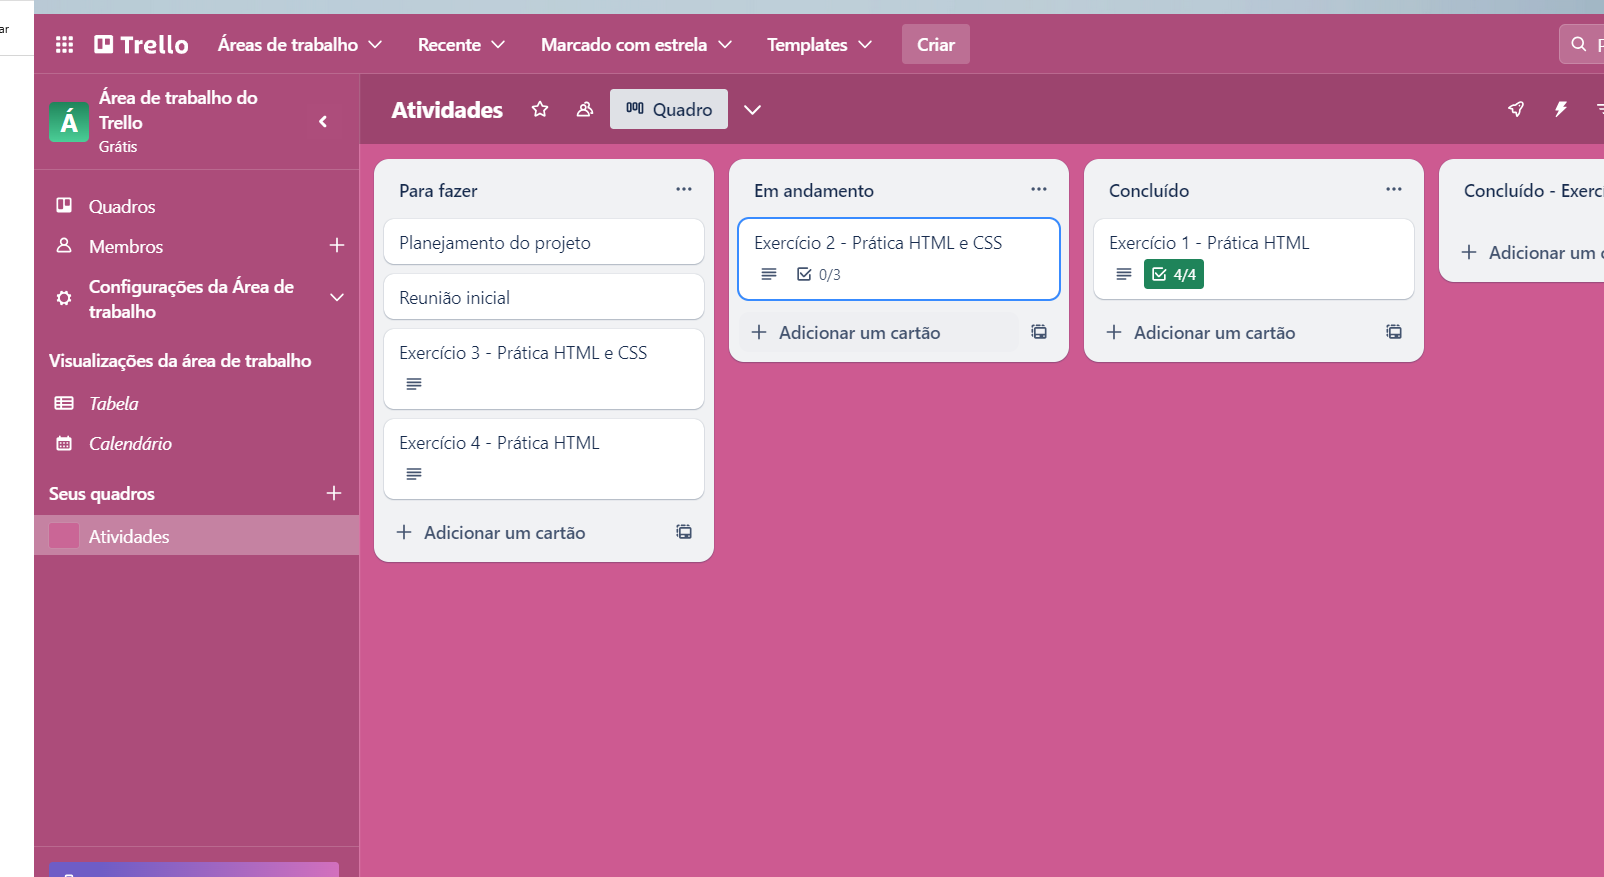 ar
Trello
Áreas de trabalho
Recente
Marcado com estrela
Templates
Criar
Á
Área de trabalho do
Trello
Grátis
Atividades
Quadro
Quadros
Membros
Configurações da Área de
trabalho
Visualizações da área de trabalho
Tabela
Calendário
Seus quadros
Atividades
Para fazer
Planejamento do projeto
Reunião inicial
Exercício 3 - Prática HTML e CSS
Exercício 4 - Prática HTML
Adicionar um cartão
Em andamento
Exercício 2 - Prática HTML e CSS
0/3
Adicionar um cartão
Concluído
Exercício 1 - Prática HTML
4/4
Adicionar um cartão
Concluído - Exerc
Adicionar um